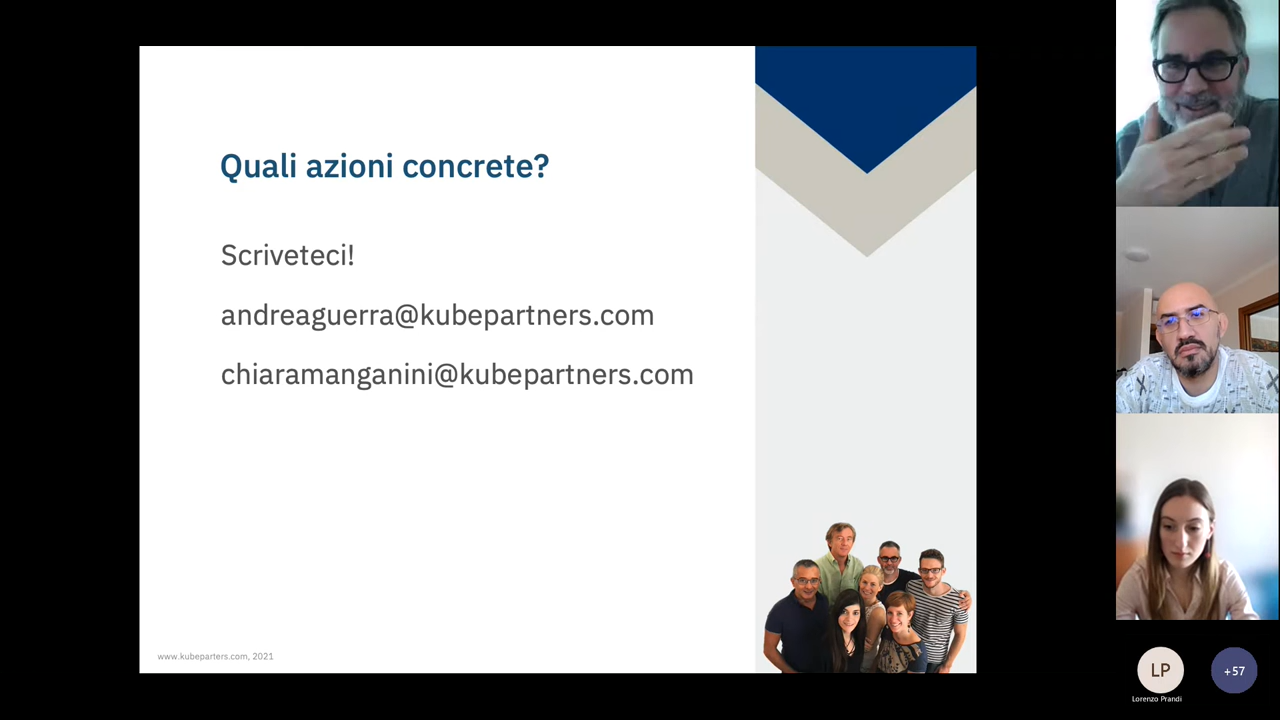 Quali azioni concrete?
Scriveteci!
andreaguerra@kubepartners.com
chiaramanganini@kubepartners.com
www.kubeparters.com, 2021
LP
+57
Lorenzo Prandi